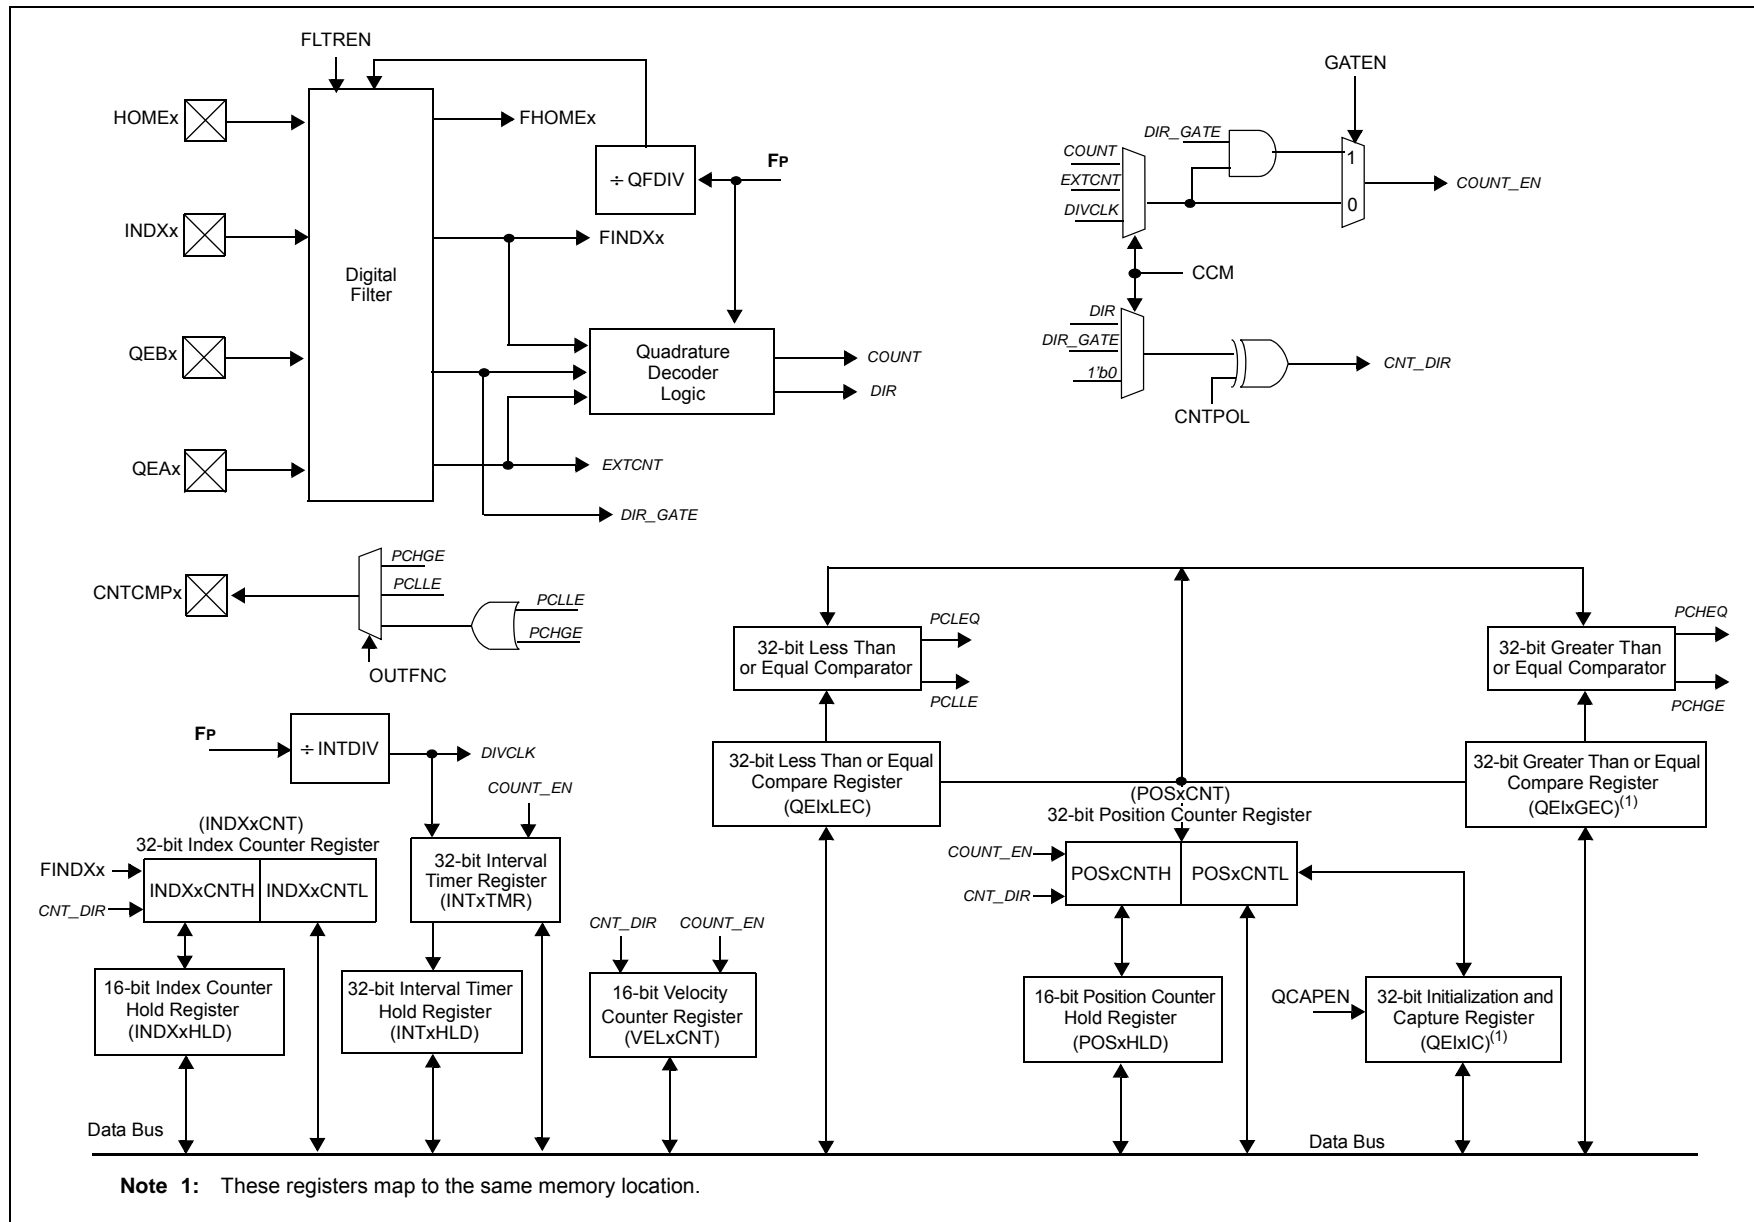 FLTREN
GATEN
HOMEx
FHOMEx
÷ QFDIV
FP
DIR_GATE
COUNT
EXTCNT
DIVCLK
1
0
COUNT_EN
INDXx
FINDXx
Digital
Filter
CCM
QEBx
Quadrature
Decoder
Logic
COUNT
DIR
DIR
DIR_GATE
1'b0
CNT_DIR
CNTPOL
QEAx
EXTCNT
DIR_GATE
CNTCMPx
PCHGE
PCLLE
PCLLE
PCHGE
OUTFNC
32-bit Less Than
or Equal Comparator
PCLEQ
PCLLE
32-bit Greater Than
or Equal Comparator
PCHEQ
PCHGE
FP
÷ INTDIV
DIVCLK
COUNT_EN
32-bit Less Than or Equal
Compare Register
(QEIxLEC)
(POSxCNT)
32-bit Position Counter Register
32-bit Greater Than or Equal
Compare Register
(QEIxGEC)(1)
(INDXxCNT)
32-bit Index Counter Register
FINDXx
CNT_DIR
INDXxCNTH
INDXxCNTL
32-bit Interval
Timer Register
(INTxTMR)
COUNT_EN
CNT_DIR
POSxCNTH
POSxCNTL
CNT_DIR
COUNT_EN
16-bit Index Counter
Hold Register
(INDXxHLD)
32-bit Interval Timer
Hold Register
(INTxHLD)
16-bit Velocity
Counter Register
(VELxCNT)
16-bit Position Counter
Hold Register
(POSxHLD)
QCAPEN
32-bit Initialization and
Capture Register
(QEIxIC)(1)
Data Bus
Data Bus
Note 1: These registers map to the same memory location.